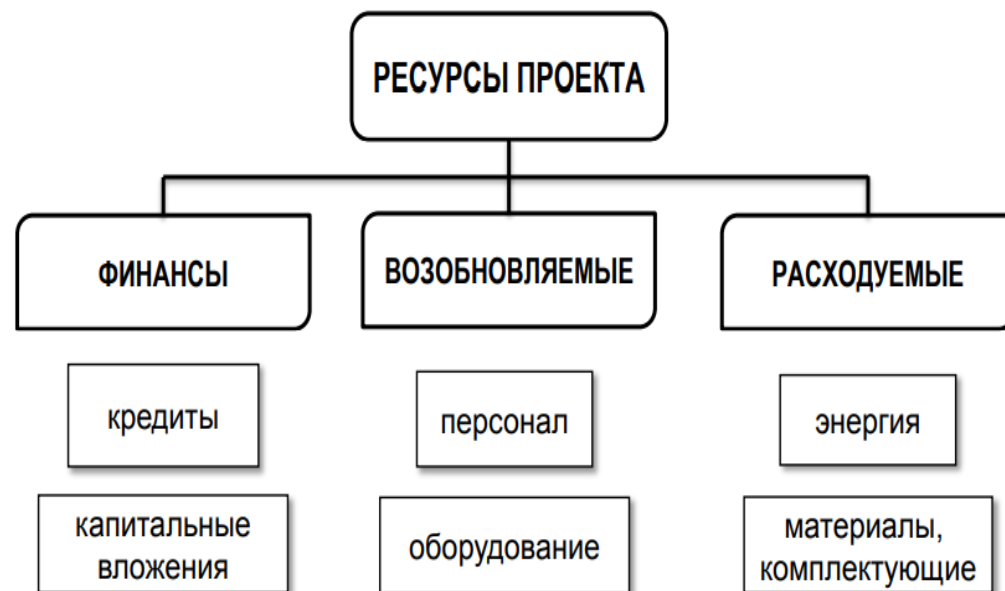 РЕСУРСЫ ПРОЕКТА
ФИНАНСЫ
ВОЗОБНОВЛЯЕМЫЕ
РАСХОДУЕМЫЕ
кредиты
персонал
энергия
капитальные
вложения
оборудование
материалы,
комплектующие